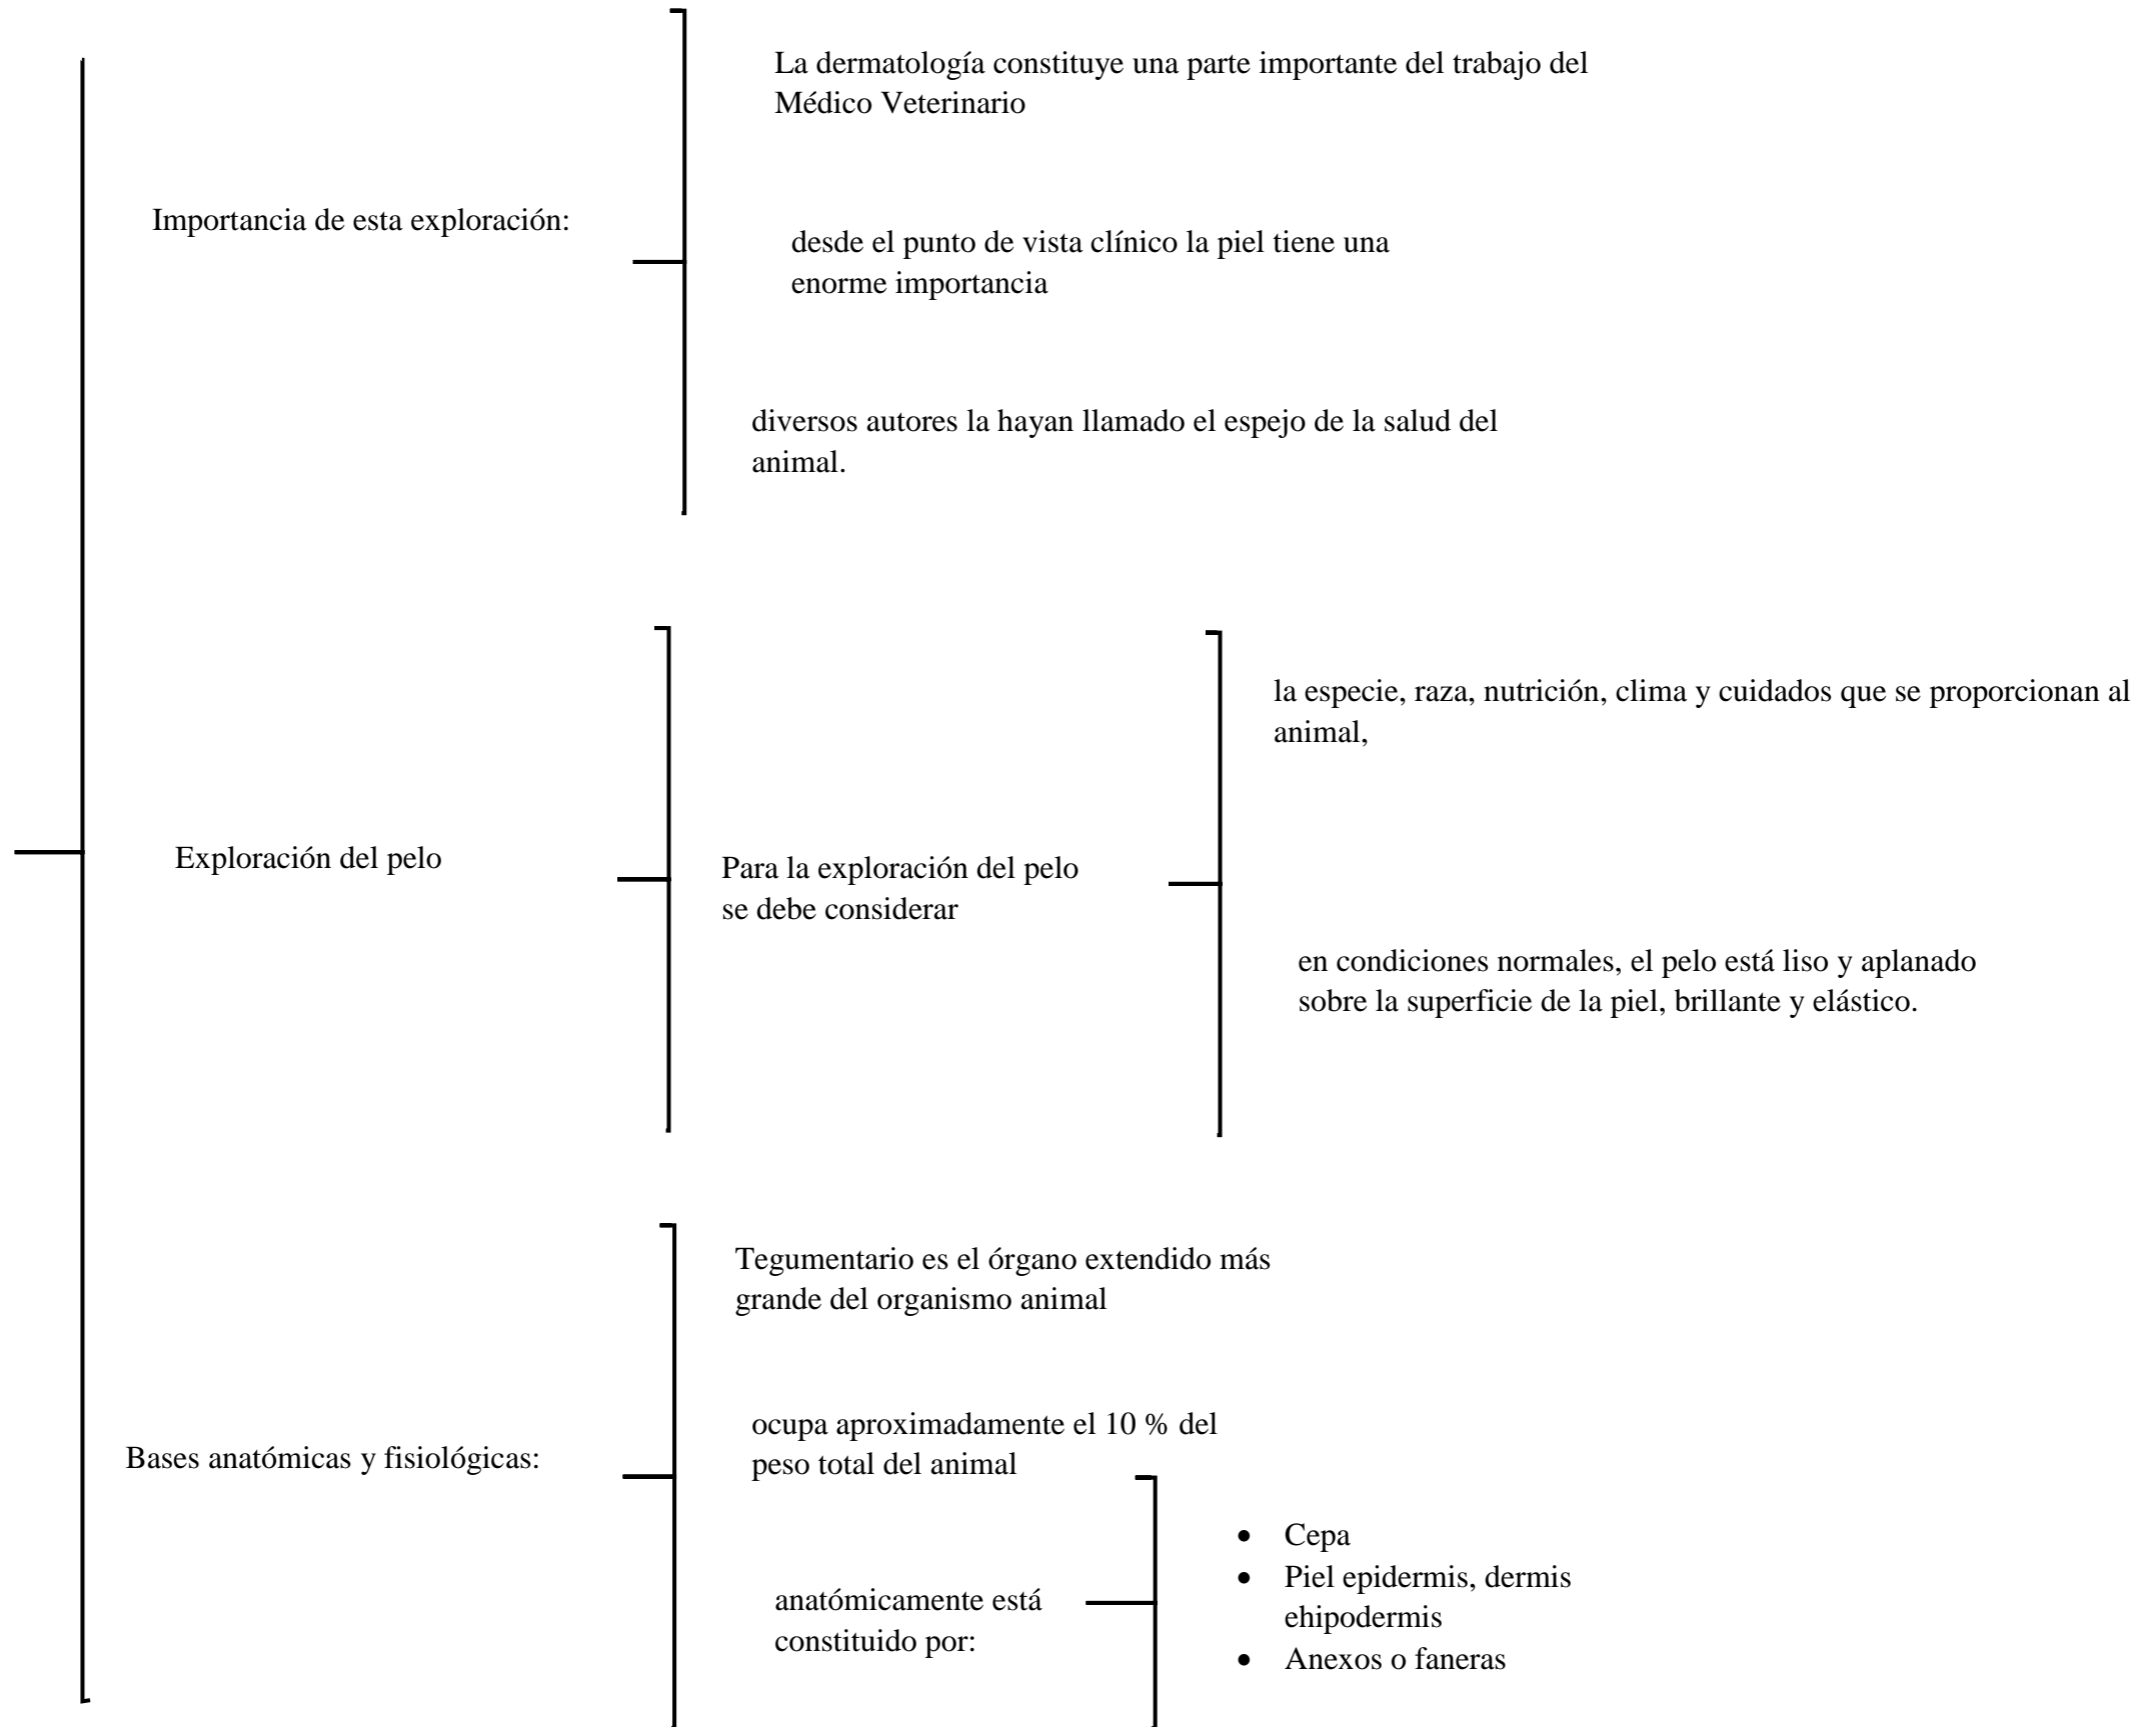 La dermatología constituye una parte importante del trabajo del
Médico Veterinario
Importancia de esta exploración:
desde el punto de vista clínico la piel tiene una
enorme importancia
diversos autores la hayan llamado el espejo de la salud del
animal.
Exploración del pelo
Para la exploración del pelo
se debe considerar
la especie, raza, nutrición, clima y cuidados que se proporcionan al
animal,
en condiciones normales, el pelo está liso y aplanado
sobre la superficie de la piel, brillante y elástico.
Bases anatómicas y fisiológicas:
Tegumentario es el órgano extendido más
grande del organismo animal
ocupa aproximadamente el 10 % del
peso total del animal
anatómicamente está
constituido por:
• Cepa
• Piel epidermis, dermis
ehipodermis
• Anexos o faneras